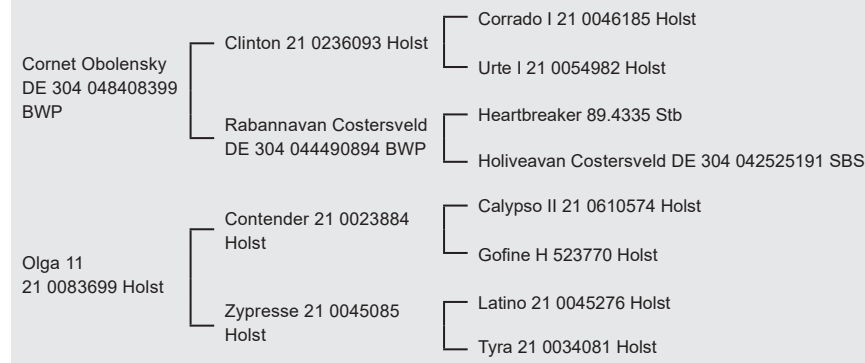 Cornet Obolensky
DE 304 048408399
BWP
Clinton 21 0236093 Holst
Corrado I 21 0046185 Holst
Urte I 21 0054982 Holst
Rabannavan Costersveld
DE 304 044490894 BWP
Heartbreaker 89.4335 Stb
Holiveavan Costersveld DE 304 042525191 SBS
Olga 11
21 0083699 Holst
Contender 21 0023884
Holst
Calypso II 21 0610574 Holst
Gofine H 523770 Holst
Zypresse 21 0045085
Holst
Latino 21 0045276 Holst
Tyra 21 0034081 Holst